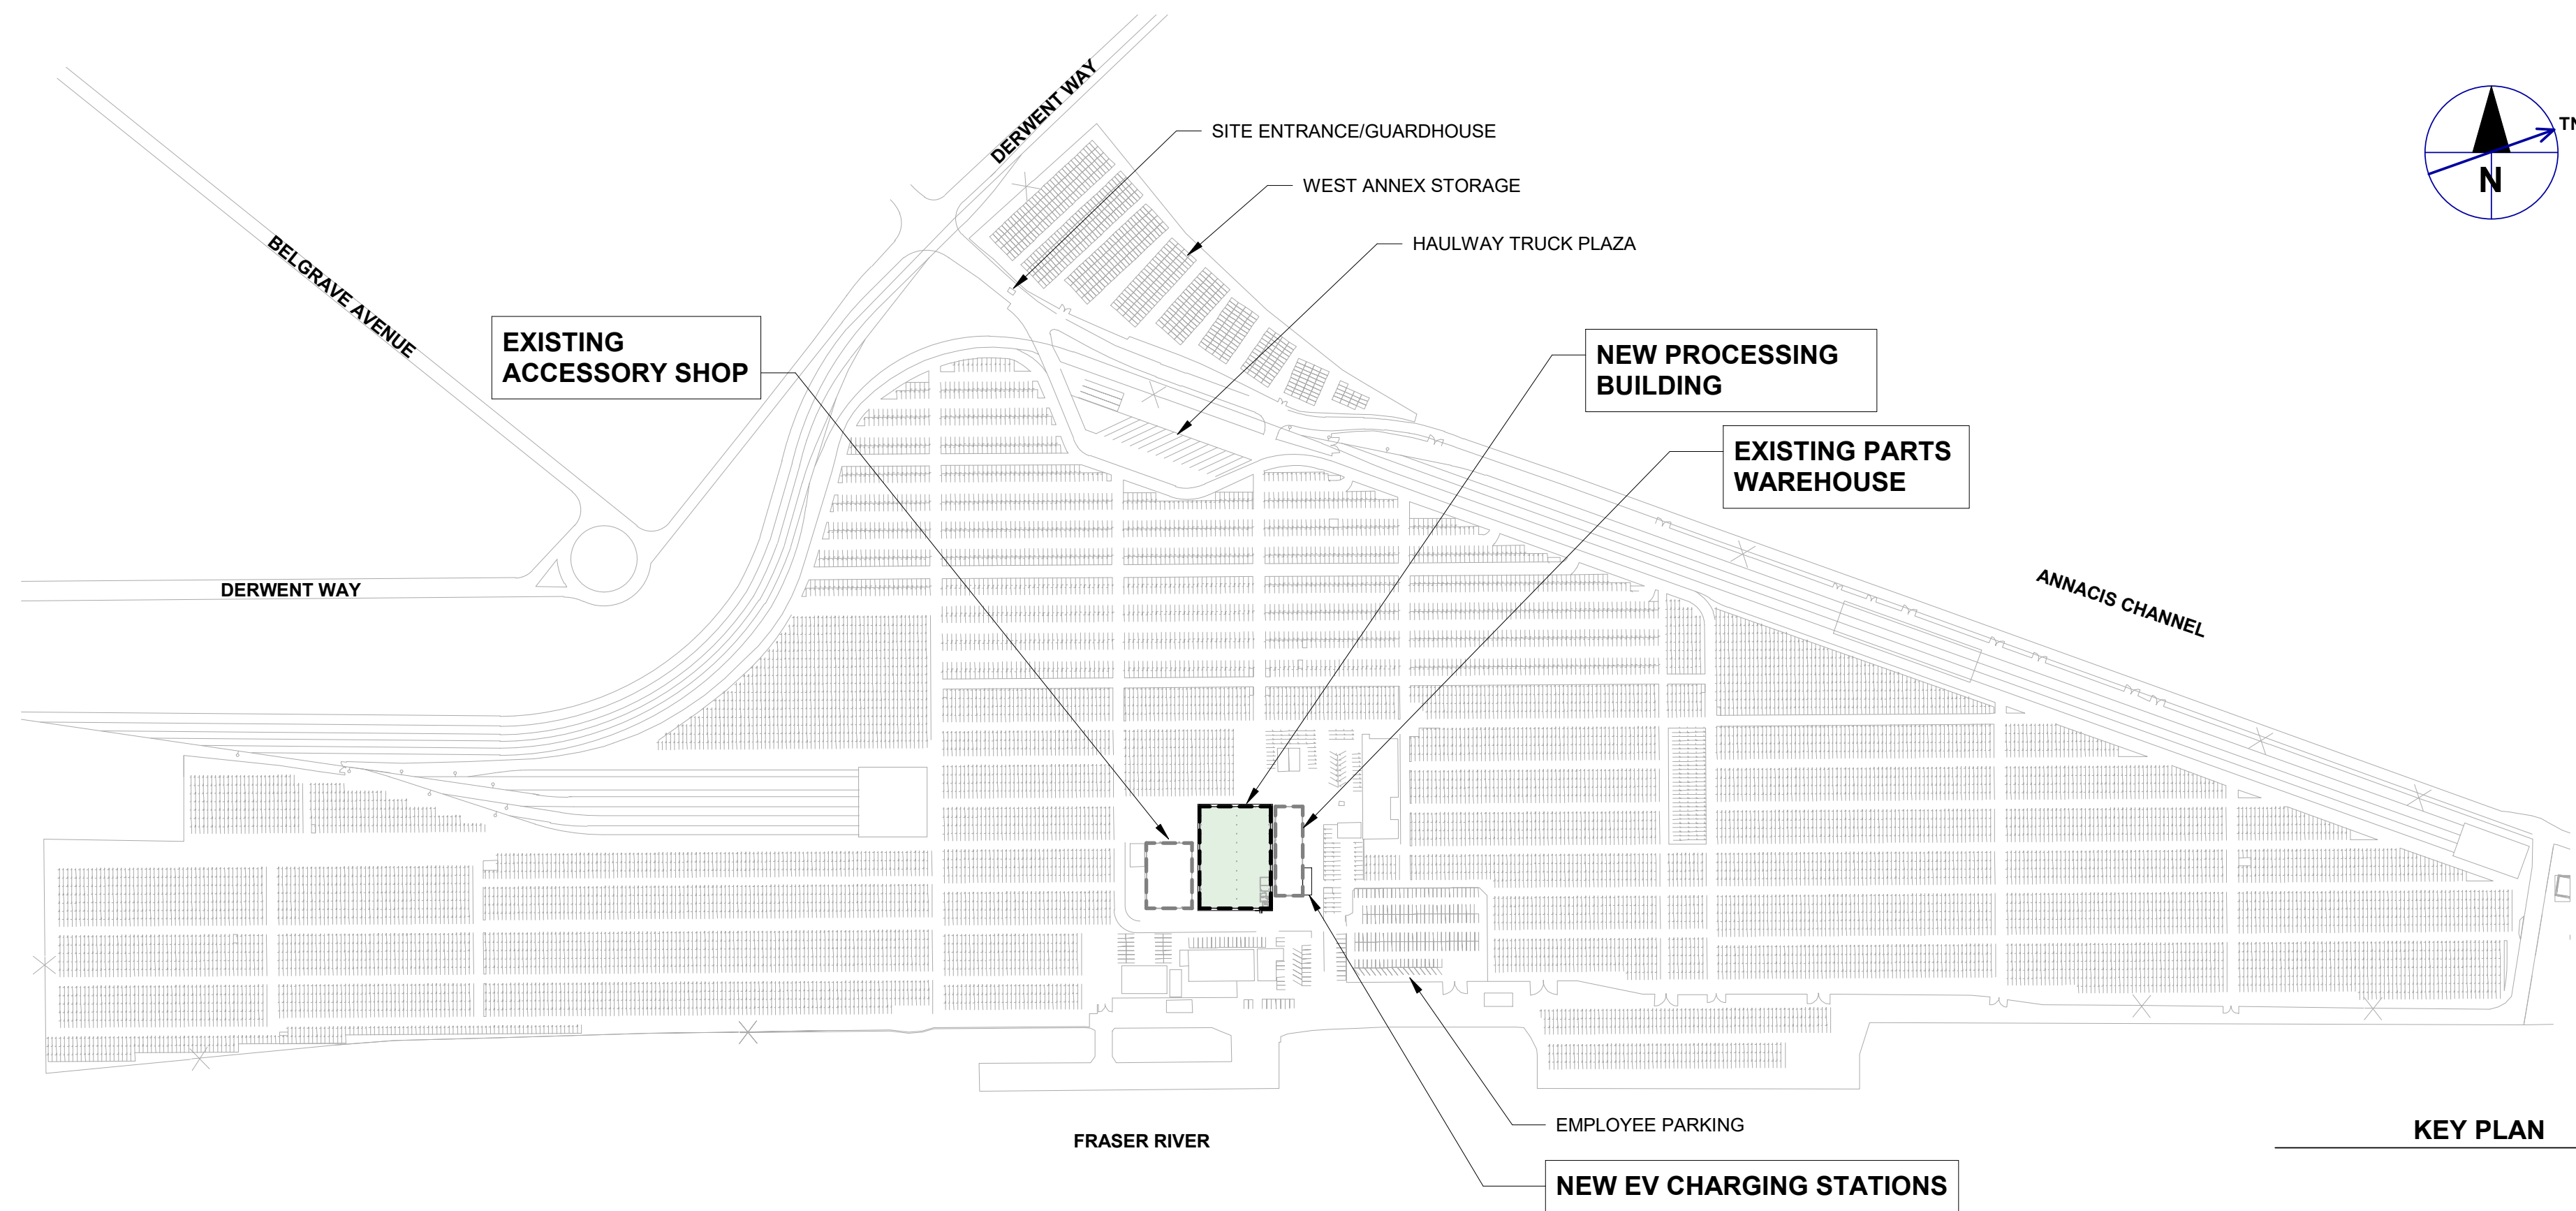 DERWENT WAY
SITE ENTRANCE/GUARDHOUSE
WEST ANNEX STORAGE
HAULWAY TRUCK PLAZA
TN
N
BELGRAVE AVENUE
EXISTING
ACCESSORY SHOP
NEW PROCESSING
BUILDING
EXISTING PARTS
WAREHOUSE
DERWENT WAY
ANNACIS CHANNEL
EMPLOYEE PARKING
FRASER RIVER
KEY PLAN
NEW EV CHARGING STATIONS